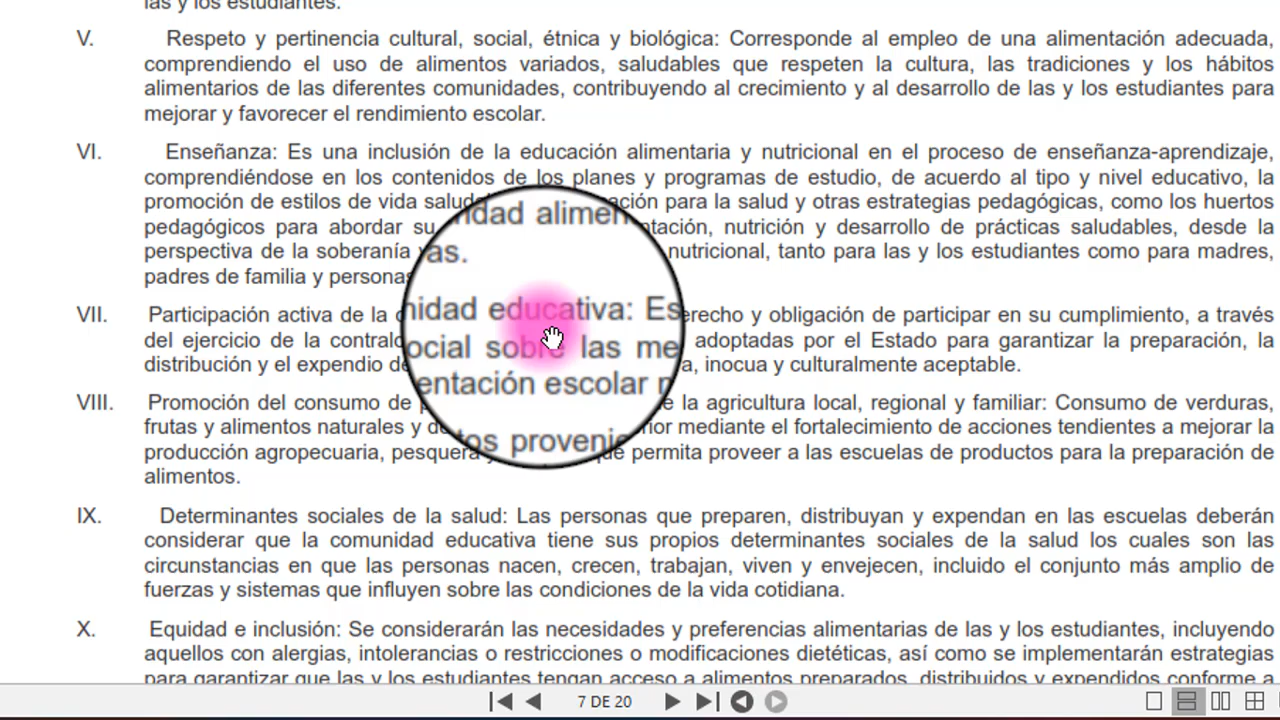 las y los estudiantes.
V. Respeto y pertinencia cultural, social, étnica y biológica: Corresponde al empleo de una alimentación adecuada,
comprendiendo el uso de alimentos variados, saludables que respeten la cultura, las tradiciones y los hábitos
alimentarios de las diferentes comunidades, contribuyendo al crecimiento y al desarrollo de las y los estudiantes para
mejorar y favorecer el rendimiento escolar.
VI. Enseñanza: Es una inclusión de la educación alimentaria y nutricional en el proceso de enseñanza-aprendizaje,
comprendiéndose en los contenidos de los planes y programas de estudio, de acuerdo al tipo y nivel educativo, la
promoción de estilos de vida para la salud y otras estrategias pedagógicas, como los huertos
pedagógicos para abordar su nutrición y desarrollo de prácticas saludables, desde la
perspectiva de la soberanía nutricional, tanto para las y los estudiantes como para madres,
as.
padres de familia y personas
VII. Participación activa de la educativa: Es derecho y obligación de participar en su cumplimiento, a través
del ejercicio de la sobre las adoptadas por el Estado para garantizar la preparación, la
distribución y el expendio escolar inocua y culturalmente aceptable.
VIII. Promoción del consumo de la agricultura local, regional y familiar: Consumo de verduras,
frutas y alimentos naturales y mediante el fortalecimiento de acciones tendientes a mejorar la
producción agropecuaria, pesquera que permita proveer a las escuelas de productos para la preparación de
alimentos.
IX. Determinantes sociales de la salud: Las personas que preparen, distribuyan y expendan en las escuelas deberán
considerar que la comunidad educativa tiene sus propios determinantes sociales de la salud los cuales son las
circunstancias en que las personas nacen, crecen, trabajan, viven y envejecen, incluido el conjunto más amplio de
fuerzas y sistemas que influyen sobre las condiciones de la vida cotidiana.
X. Equidad e inclusión: Se considerarán las necesidades y preferencias alimentarias de las y los estudiantes, incluyendo
aquellos con alergias, intolerancias o restricciones o modificaciones dietéticas, así como se implementarán estrategias
para garantizar que las y los estudiantes tengan acceso a alimentos preparados, distribuidos y expendidos conforme a
7 DE 20